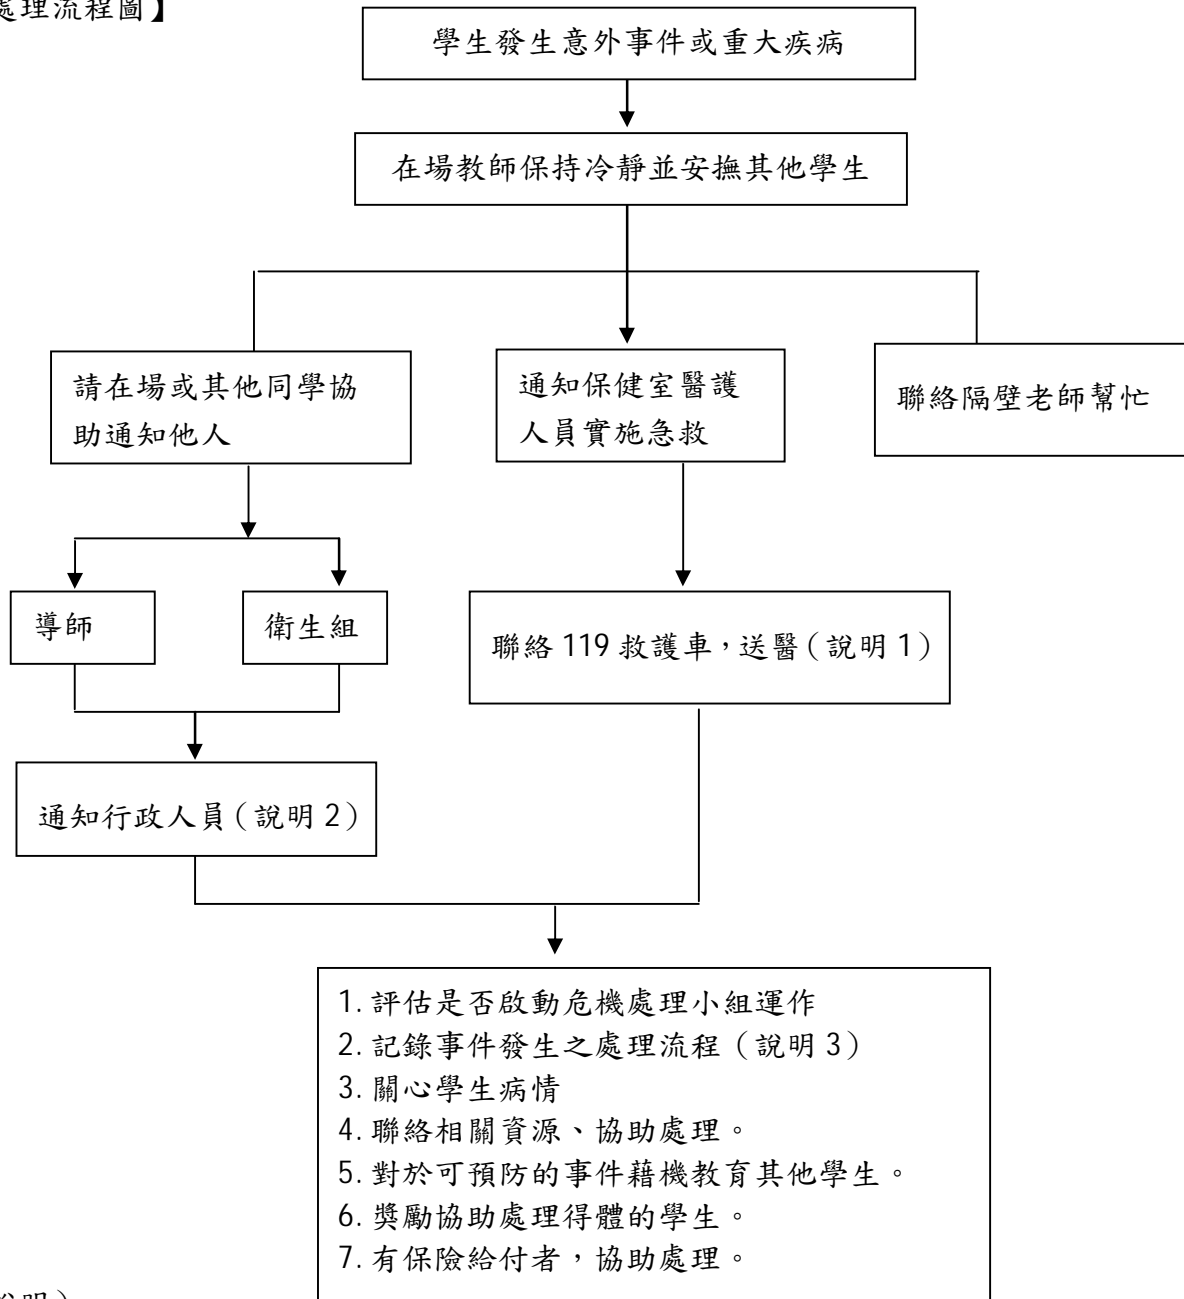 處理流程圖】
學生發生意外事件或重大疾病
在場教師保持冷靜並安撫其他學生
請在場或其他同學協
助通知他人
通知保健室醫護
人員實施急救
聯絡隔壁老師幫忙
導師
衛生組
聯絡 119 救護車，送醫（說明 1）
通知行政人員（說明 2）
1.評估是否啟動危機處理小組運作
2.記錄事件發生之處理流程（說明 3）
3.關心學生病情
4.聯絡相關資源、協助處理。
5.對於可預防的事件藉機教育其他學生。
6.獎勵協助處理得體的學生。
7.有保險給付者，協助處理。